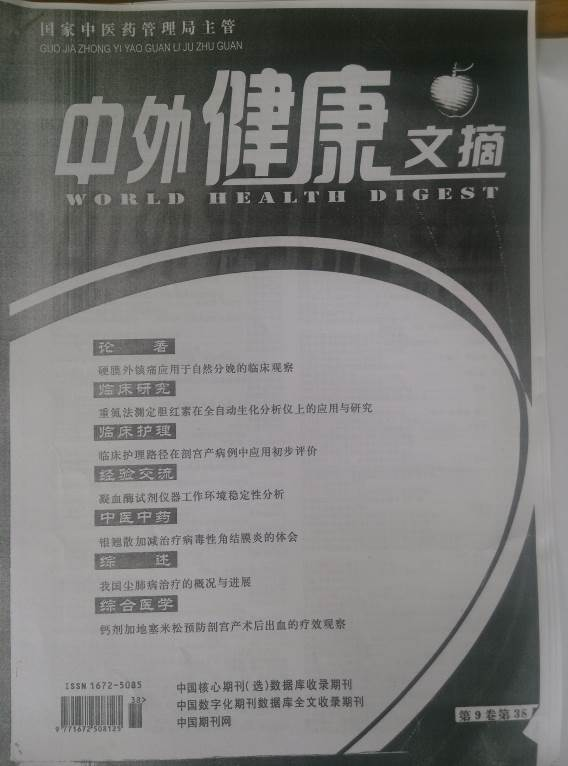 国家中医药管理局主管
GUO JIA ZHONG YI YAO GUAN LI JU ZHU GUAN
中外健康文摘
WORLD HEALTH DIGEST
论 著
硬膜外镇痛应用于自然分娩的临床观察
临床研究
重氮法测定胆红素在全自动生化分析仪上的应用与研究
临床护理
临床护理路径在剖宫产病例中应用初步评价
经验交流
凝血酶试剂仪器工作环境稳定性分析
中医中药
银翘散加减治疗病毒性角结膜炎的体会
综 述
我国尘肺病治疗的概况与进展
综合医学
钙剂加地塞米松预防剖宫产术后出血的疗效观察
ISSN 1672-5085
38>
9 771672 508125
中国核心期刊(选)数据库收录期刊
中国数字化期刊数据库全文收录期刊
中国期刊网
第9卷第38